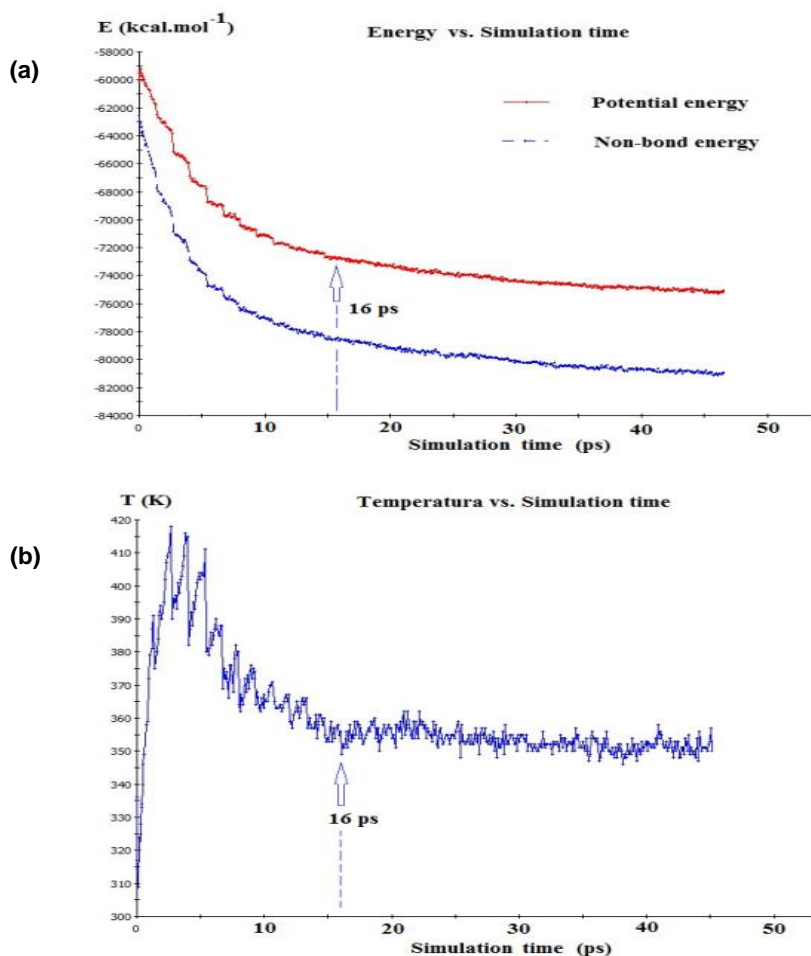 (a)
E (kcal.mol-1)
Energy vs. Simulation time
-58000
-60000
-62000
-64000
-66000
-68000
-70000
-72000
-74000
-76000
-78000
-80000
-82000
-84000
Potential energy
Non-bond energy
16 ps
0 10 20 30 40 50
Simulation time (ps)
(b)
T (K)
Temperatura vs. Simulation time
420
410
400
390
380
370
360
350
340
330
320
310
300
16 ps
0 10 20 30 40 50
Simulation time (ps)